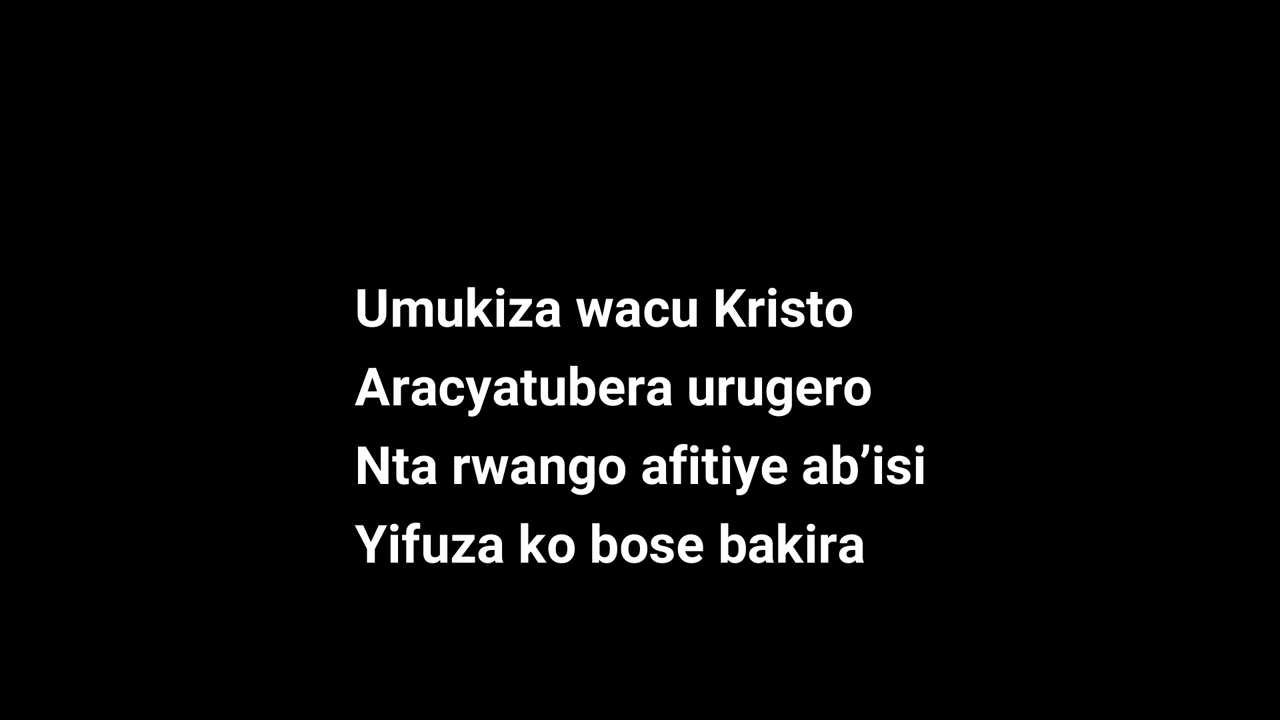 Umukiza wacu Kristo
Aracyatubera urugero
Nta rwango afitiye ab’isi
Yifuza ko bose bakira